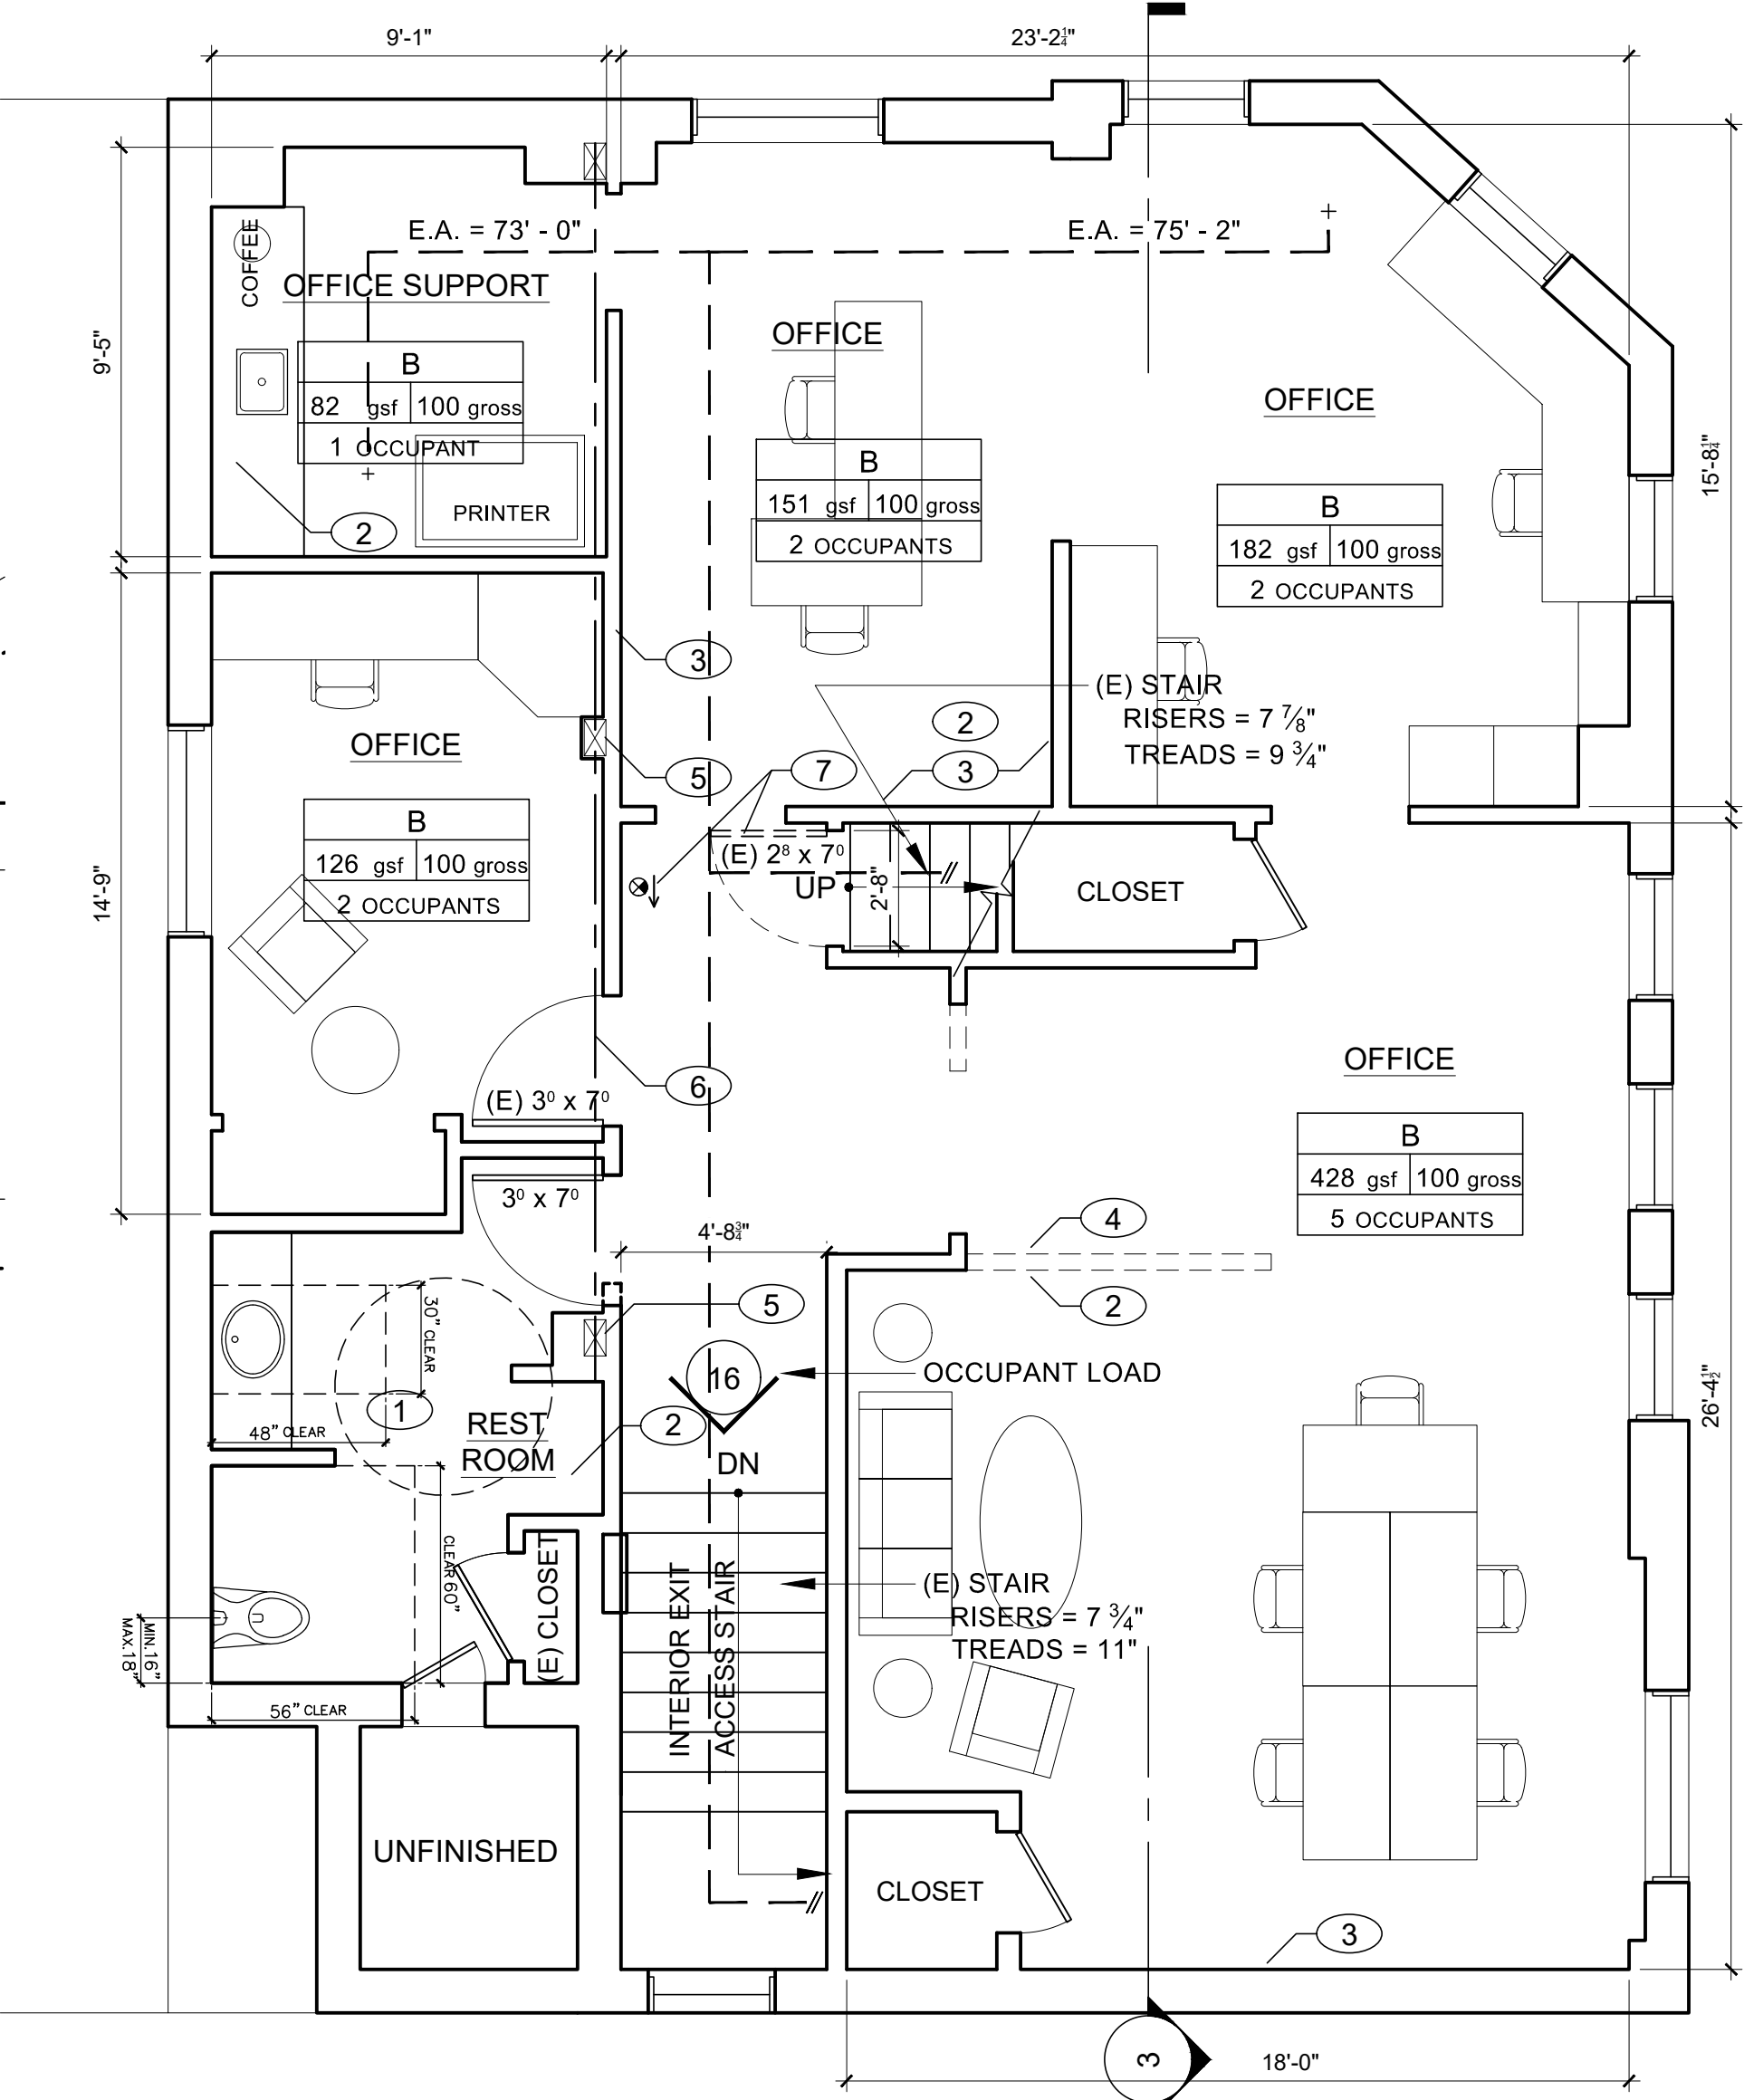 9'-1"
23'-2¼"
E.A. = 73' - 0"
E.A. = 75' - 2"
COFFEE
OFFICE SUPPORT
B
82 gsf 100 gross
1 OCCUPANT
PRINTER
2
9'-5"
OFFICE
B
151 gsf 100 gross
2 OCCUPANTS
OFFICE
B
182 gsf 100 gross
2 OCCUPANTS
15'-8¼"
3
(E) STAIR
RISERS = 7 ⅞"
TREADS = 9 ¾"
2
3
7
5
OFFICE
B
126 gsf 100 gross
2 OCCUPANTS
14'-9"
(E) 2⁸ x 7⁰
UP
2'-8"
CLOSET
6
(E) 3⁰ x 7⁰
3⁰ x 7⁰
OFFICE
B
428 gsf 100 gross
5 OCCUPANTS
4'-8¾"
4
2
5
30" CLEAR
16
OCCUPANT LOAD
1
48" CLEAR
REST
ROOM
2
DN
26'-4½"
CLEAR 60"
(E) CLOSET
INTERIOR EXIT
ACCESS STAIR
(E) STAIR
RISERS = 7 ¾"
TREADS = 11"
MIN.16"
MAX.18"
56" CLEAR
UNFINISHED
CLOSET
3
3
18'-0"